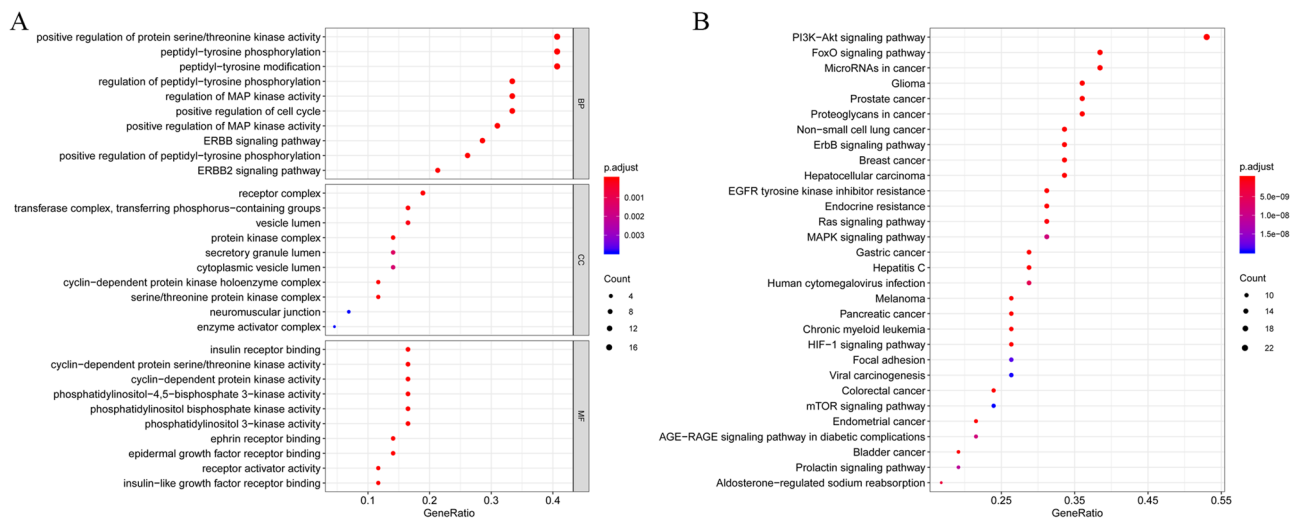 A
positive regulation of protein serine/threonine kinase activity
peptidyl−tyrosine phosphorylation
peptidyl−tyrosine modification
regulation of peptidyl−tyrosine phosphorylation
regulation of MAP kinase activity
positive regulation of cell cycle
positive regulation of MAP kinase activity
ERBB signaling pathway
positive regulation of peptidyl−tyrosine phosphorylation
ERBB2 signaling pathway
BP
receptor complex
transferase complex, transferring phosphorus−containing groups
vesicle lumen
protein kinase complex
secretory granule lumen
cytoplasmic vesicle lumen
cyclin−dependent protein kinase holoenzyme complex
serine/threonine protein kinase complex
neuromuscular junction
enzyme activator complex
CC
insulin receptor binding
cyclin−dependent protein serine/threonine kinase activity
cyclin−dependent protein kinase activity
phosphatidylinositol−4,5−bisphosphate 3−kinase activity
phosphatidylinositol bisphosphate kinase activity
phosphatidylinositol 3−kinase activity
ephrin receptor binding
epidermal growth factor receptor binding
receptor activator activity
insulin−like growth factor receptor binding
MF
0.1 0.2 0.3 0.4
GeneRatio
p.adjust
0.001
0.002
0.003
Count
4
8
12
16
B
PI3K−Akt signaling pathway
FoxO signaling pathway
MicroRNAs in cancer
Glioma
Prostate cancer
Proteoglycans in cancer
Non−small cell lung cancer
ErbB signaling pathway
Breast cancer
Hepatocellular carcinoma
EGFR tyrosine kinase inhibitor resistance
Endocrine resistance
Ras signaling pathway
MAPK signaling pathway
Gastric cancer
Hepatitis C
Human cytomegalovirus infection
Melanoma
Pancreatic cancer
Chronic myeloid leukemia
HIF−1 signaling pathway
Focal adhesion
Viral carcinogenesis
Colorectal cancer
mTOR signaling pathway
Endometrial cancer
AGE−RAGE signaling pathway in diabetic complications
Bladder cancer
Prolactin signaling pathway
Aldosterone−regulated sodium reabsorption
0.25 0.35 0.45 0.55
GeneRatio
p.adjust
5.0e−09
1.0e−08
1.5e−08
Count
10
14
18
22